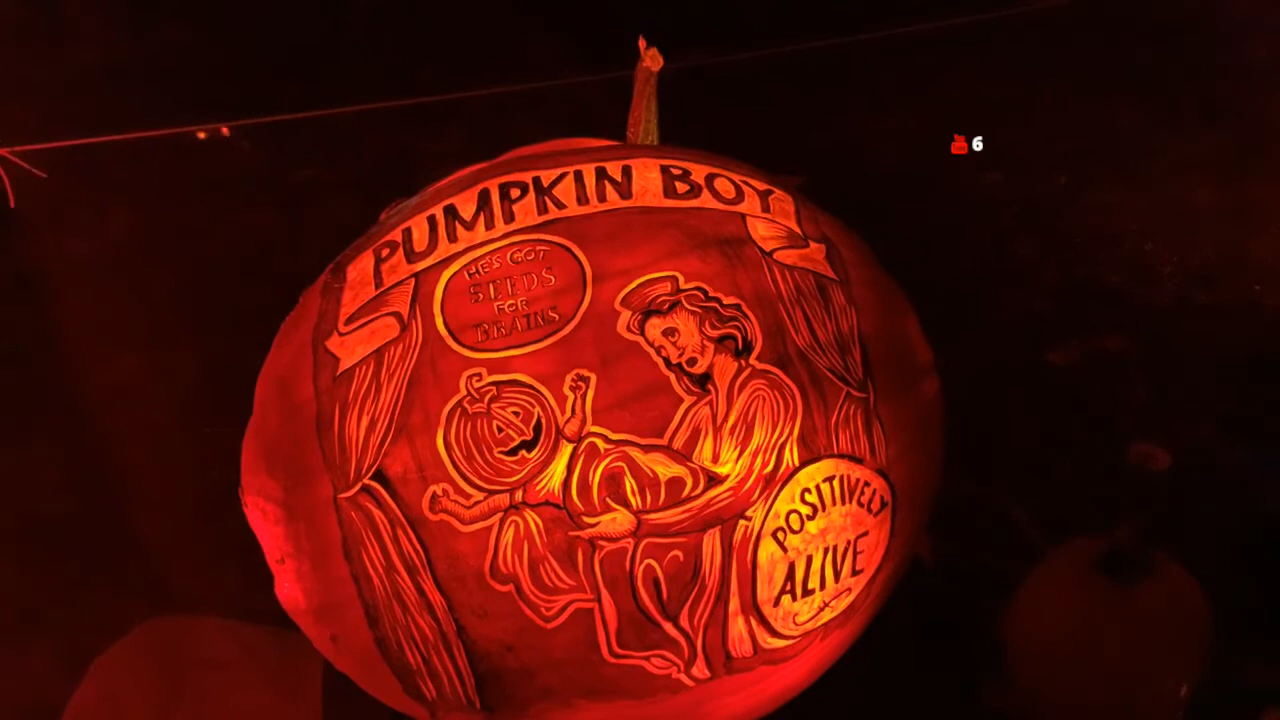 PUMPKIN BOY
HE'S GOT
SEEDS
FOR
BRAINS
POSITIVELY
ALIVE
6